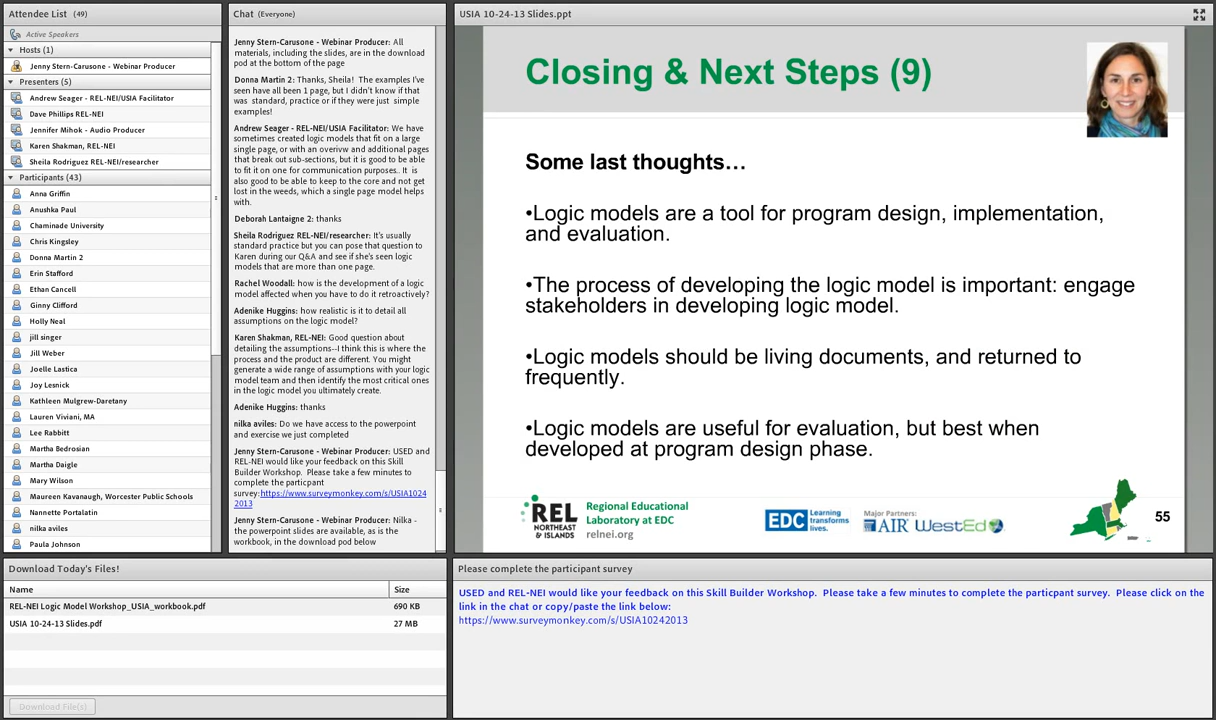 Attendee List (49)
Active Speakers
Hosts (1)
Jenny Stern-Carusone - Webinar Producer
Presenters (5)
Andrew Seager - REL-NEI/USIA Facilitator
Dave Phillips REL-NEI
Jennifer Mihok - Audio Producer
Karen Shakman, REL-NEI
Sheila Rodriguez REL-NEI/researcher
Participants (43)
Anna Griffin
Anushka Paul
Chaminade University
Chris Kingsley
Donna Martin 2
Erin Stafford
Ethan Cancell
Ginny Clifford
Holly Neal
jill singer
Jill Weber
Joelle Lastica
Joy Lesnick
Kathleen Mulgrew-Daretany
Lauren Viviani, MA
Lee Rabbitt
Martha Bedrosian
Martha Daigle
Mary Wilson
Maureen Kavanaugh, Worcester Public Schools
Nannette Portalatin
nilka aviles
Paula Johnson
Chat (Everyone)
Jenny Stern-Carusone - Webinar Producer: All
materials, including the slides, are in the download
pod at the bottom of the page
Donna Martin 2: Thanks, Sheila! The examples I've
seen have all been 1 page, but I didn't know if that
was standard, practice or if they were just simple
examples!
Andrew Seager - REL-NEI/USIA Facilitator: We have
sometimes created logic models that fit on a large
single page, or with an overivw and additional pages
that break out sub-sections, but it is good to be able
to fit it on one for communication purposes.. It is
also good to be able to keep to the core and not get
lost in the weeds, which a single page model helps
with.
Deborah Lantaigne 2: thanks
Sheila Rodriguez REL-NEI/researcher: It's usually
standard practice but you can pose that question to
Karen during our Q&A and see if she's seen logic
models that are more than one page.
Rachel Woodall: how is the development of a logic
model affected when you have to do it retroactively?
Adenike Huggins: how realistic is it to detail all
assumptions on the logic model?
Karen Shakman, REL-NEI: Good question about
detailing the assumptions--I think this is where the
process and the product are different. You might
generate a wide range of assumptions with your logic
model team and then identify the most critical ones
in the logic model you ultimately create.
Adenike Huggins: thanks
nilka aviles: Do we have access to the powerpoint
and exercise we just completed
Jenny Stern-Carusone - Webinar Producer: USED and
REL-NEI would like your feedback on this Skill
Builder Workshop. Please take a few minutes to
complete the particpant
survey:https://www.surveymonkey.com/s/USIA1024
2013
Jenny Stern-Carusone - Webinar Producer: Nilka -
the powerpoint slides are available, as is the
workbook, in the download pod below
USIA 10-24-13 Slides.ppt
Closing & Next Steps (9)
Some last thoughts…
•Logic models are a tool for program design, implementation,
and evaluation.
•The process of developing the logic model is important: engage
stakeholders in developing logic model.
•Logic models should be living documents, and returned to
frequently.
•Logic models are useful for evaluation, but best when
developed at program design phase.
REL
NORTHEAST
& ISLANDS
Regional Educational
Laboratory at EDC
relnei.org
EDC Learning
transforms
lives.
Major Partners:
AIR WestEd
55
Download Today's Files!
Name Size
REL-NEI Logic Model Workshop_USIA_workbook.pdf 690 KB
USIA 10-24-13 Slides.pdf 27 MB
Download File(s)
Please complete the participant survey
USED and REL-NEI would like your feedback on this Skill Builder Workshop. Please take a few minutes to complete the particpant survey. Please click on the
link in the chat or copy/paste the link below:
https://www.surveymonkey.com/s/USIA10242013